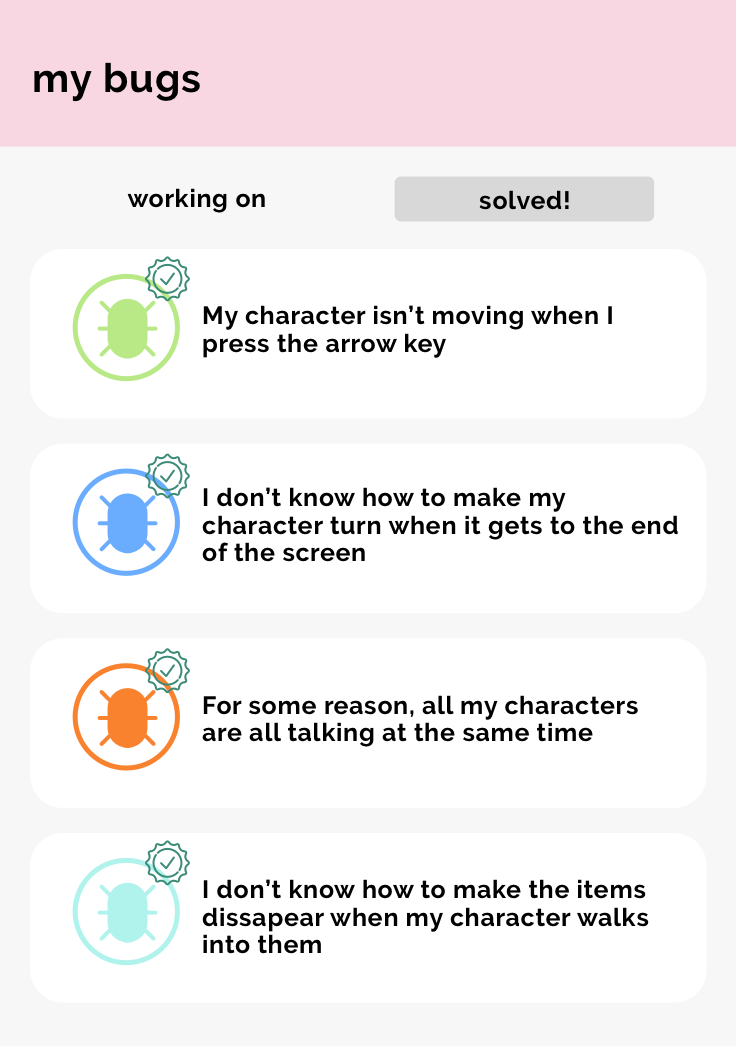 my bugs
working on
solved!
My character isn’t moving when I
press the arrow key
I don’t know how to make my
character turn when it gets to the end
of the screen
For some reason, all my characters
are all talking at the same time
I don’t know how to make the items
dissapear when my character walks
into them